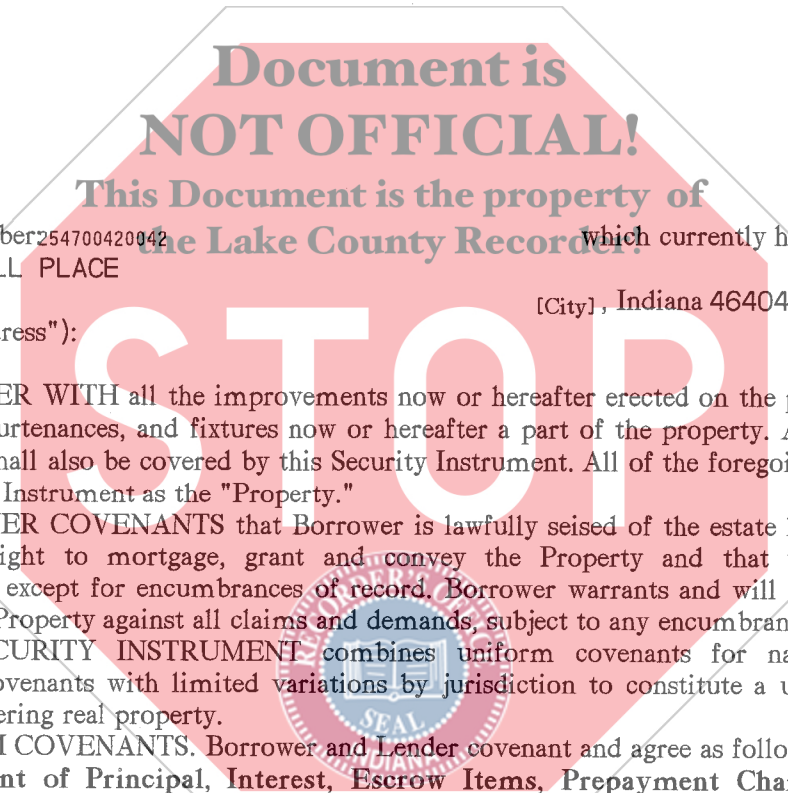 Document is
NOT OFFICIAL!
This Document is the property of
the Lake County Recorder!
ber254700420042 which currently h
LL PLACE
[City], Indiana 46404
ress"):
STOP
ER WITH all the improvements now or hereafter erected on the p
urtenances, and fixtures now or hereafter a part of the property. A
hall also be covered by this Security Instrument. All of the foregoi
Instrument as the "Property."
ER COVENANTS that Borrower is lawfully seised of the estate
ight to mortgage, grant and convey the Property and that
except for encumbrances of record. Borrower warrants and will
Property against all claims and demands, subject to any encumbran
CURITY INSTRUMENT combines uniform covenants for na
ovenants with limited variations by jurisdiction to constitute a u
ering real property.
M COVENANTS. Borrower and Lender covenant and agree as follo
nt of Principal, Interest, Escrow Items, Prepayment Cha
RECORDER'S OFFICE
SEAL
INDIANA